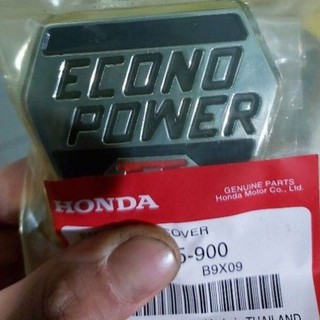 ECONO
POWER
HONDA
GENUINE PARTS
Honda Motor Co., Ltd.
COVER
5-900
B9X09
THAILAND